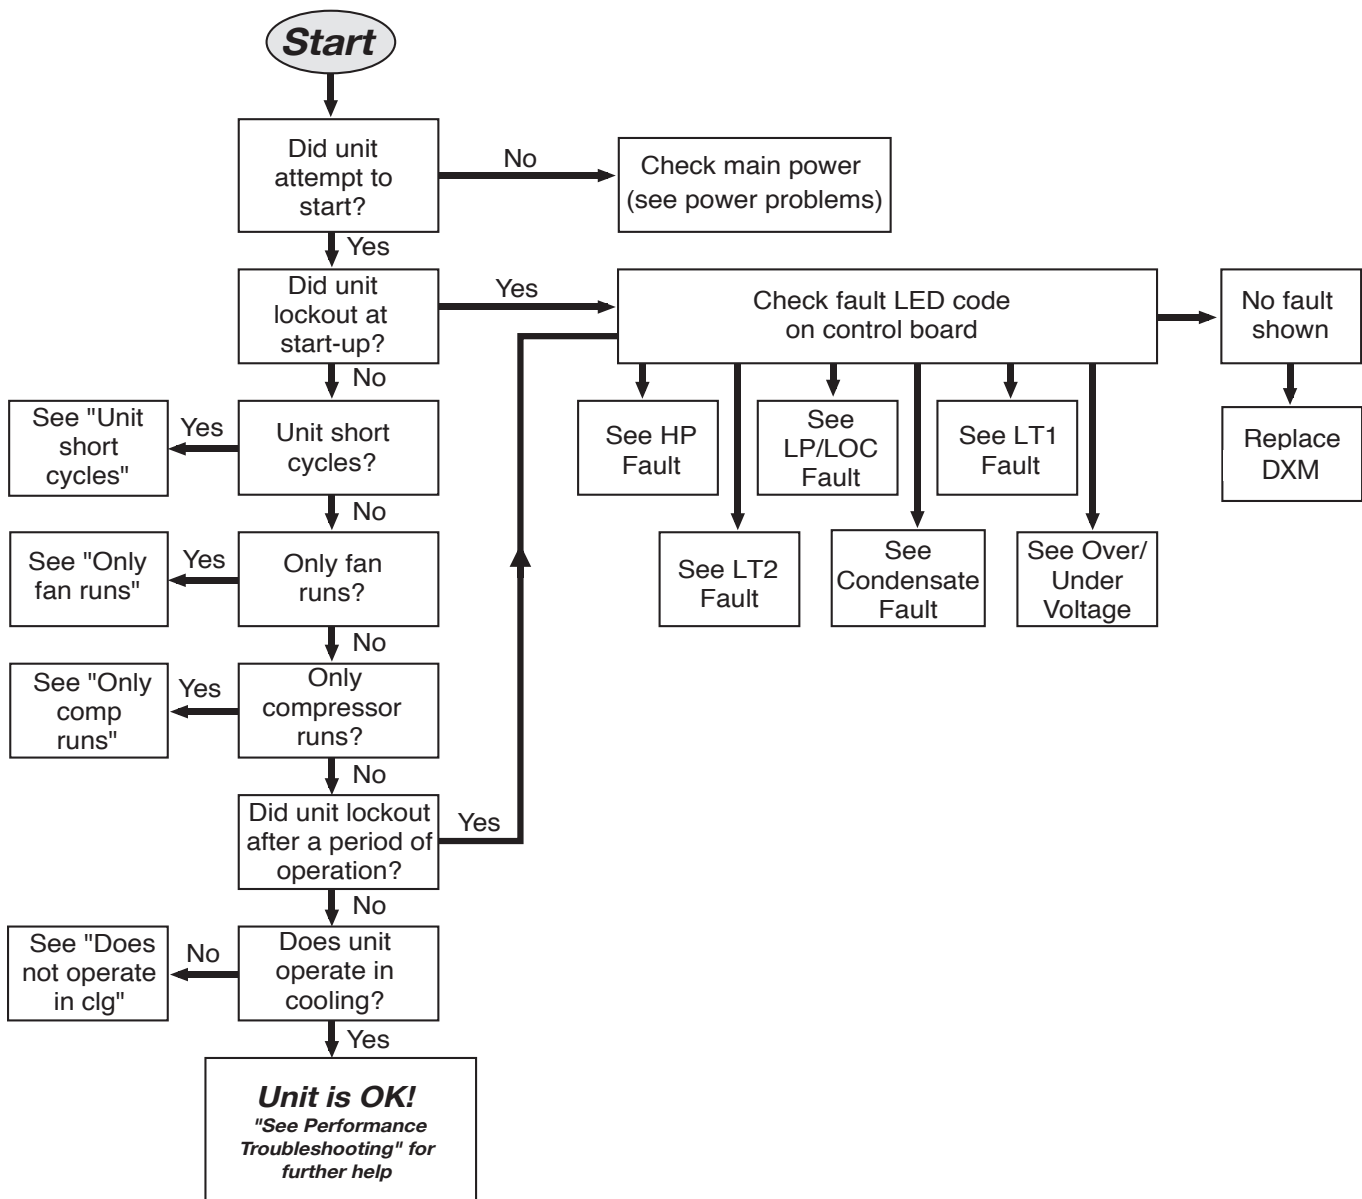 Start
Did unit
attempt to
start?
No
Check main power
(see power problems)
Yes
Did unit
lockout at
start-up?
Yes
Check fault LED code
on control board
No fault
shown
No
See "Unit
short
cycles"
Yes
Unit short
cycles?
See HP
Fault
See
LP/LOC
Fault
See LT1
Fault
Replace
DXM
No
See "Only
fan runs"
Yes
Only fan
runs?
See LT2
Fault
See
Condensate
Fault
See Over/
Under
Voltage
No
See "Only
comp
runs"
Yes
Only
compressor
runs?
No
Did unit lockout
after a period of
operation?
Yes
No
See "Does
not operate
in clg"
No
Does unit
operate in
cooling?
Yes
Unit is OK!
"See Performance
Troubleshooting" for
further help